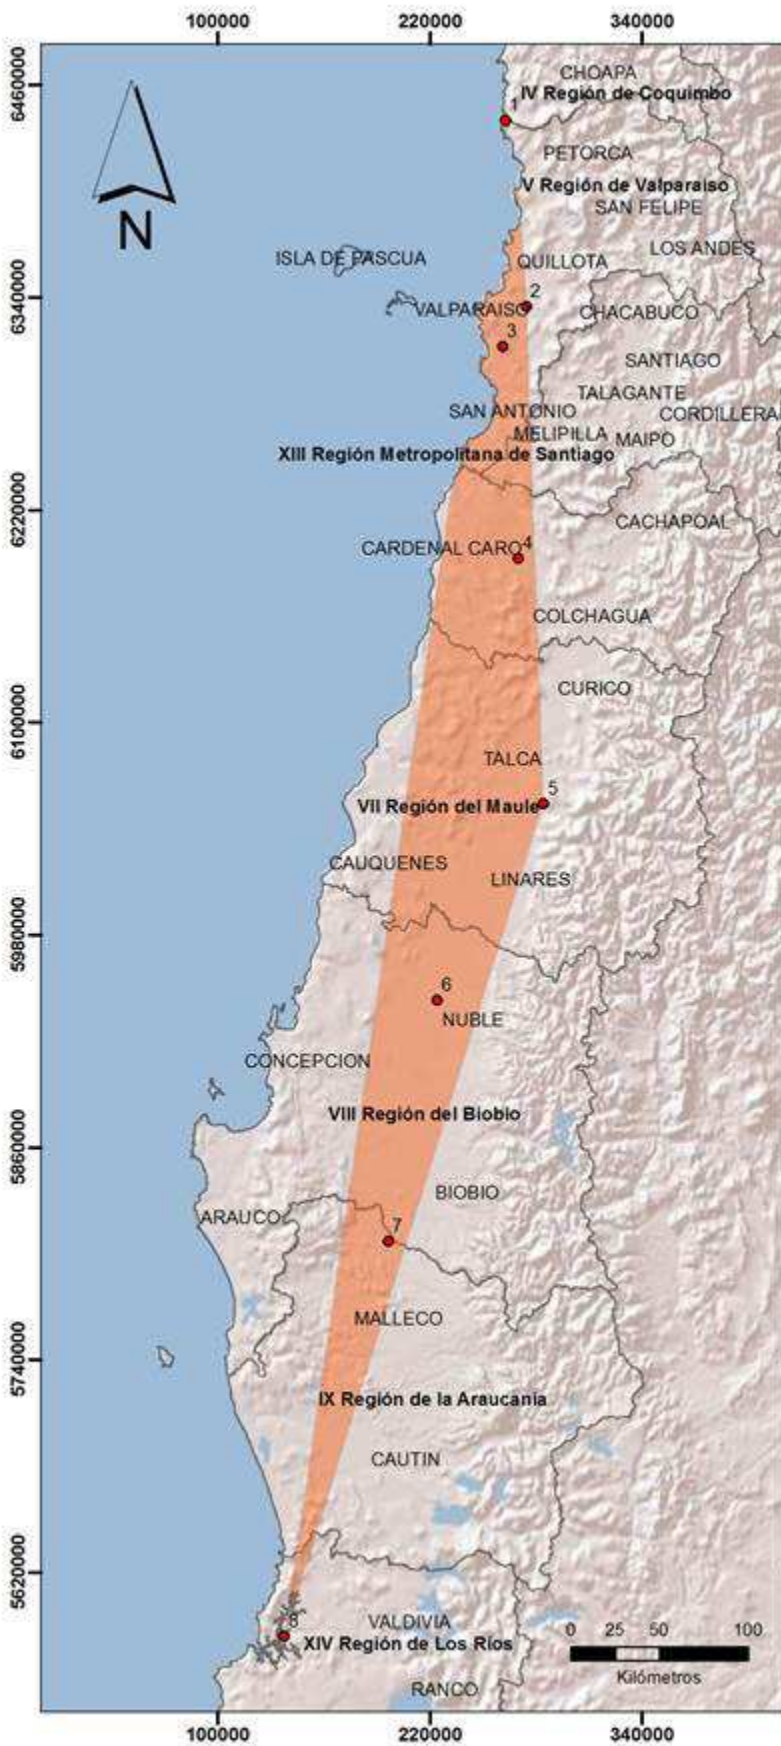 100000 220000 340000
6460000
CHOAPA
IV Región de Coquimbo
1
PETORCA
V Región de Valparaiso
SAN FELIPE
N
LOS ANDES
ISLA DE PASCUA
QUILLOTA
6340000
2
VALPARAISO
CHACABUCO
3
SANTIAGO
TALAGANTE
SAN ANTONIO
CORDILLERA
MELIPILLA
MAIPO
XIII Región Metropolitana de Santiago
6220000
CACHAPOAL
CARDENAL CARO
4
COLCHAGUA
CURICO
6100000
TALCA
5
VII Región del Maule
CAUQUENES
LINARES
5980000
6
NUBLE
CONCEPCION
VIII Región del Biobio
5860000
BIOBIO
ARAUCO
7
MALLECO
5740000
IX Región de la Araucania
CAUTIN
5620000
8
VALDIVIA
XIV Región de Los Ríos
0 25 50 100
Kilómetros
RANCO
100000 220000 340000